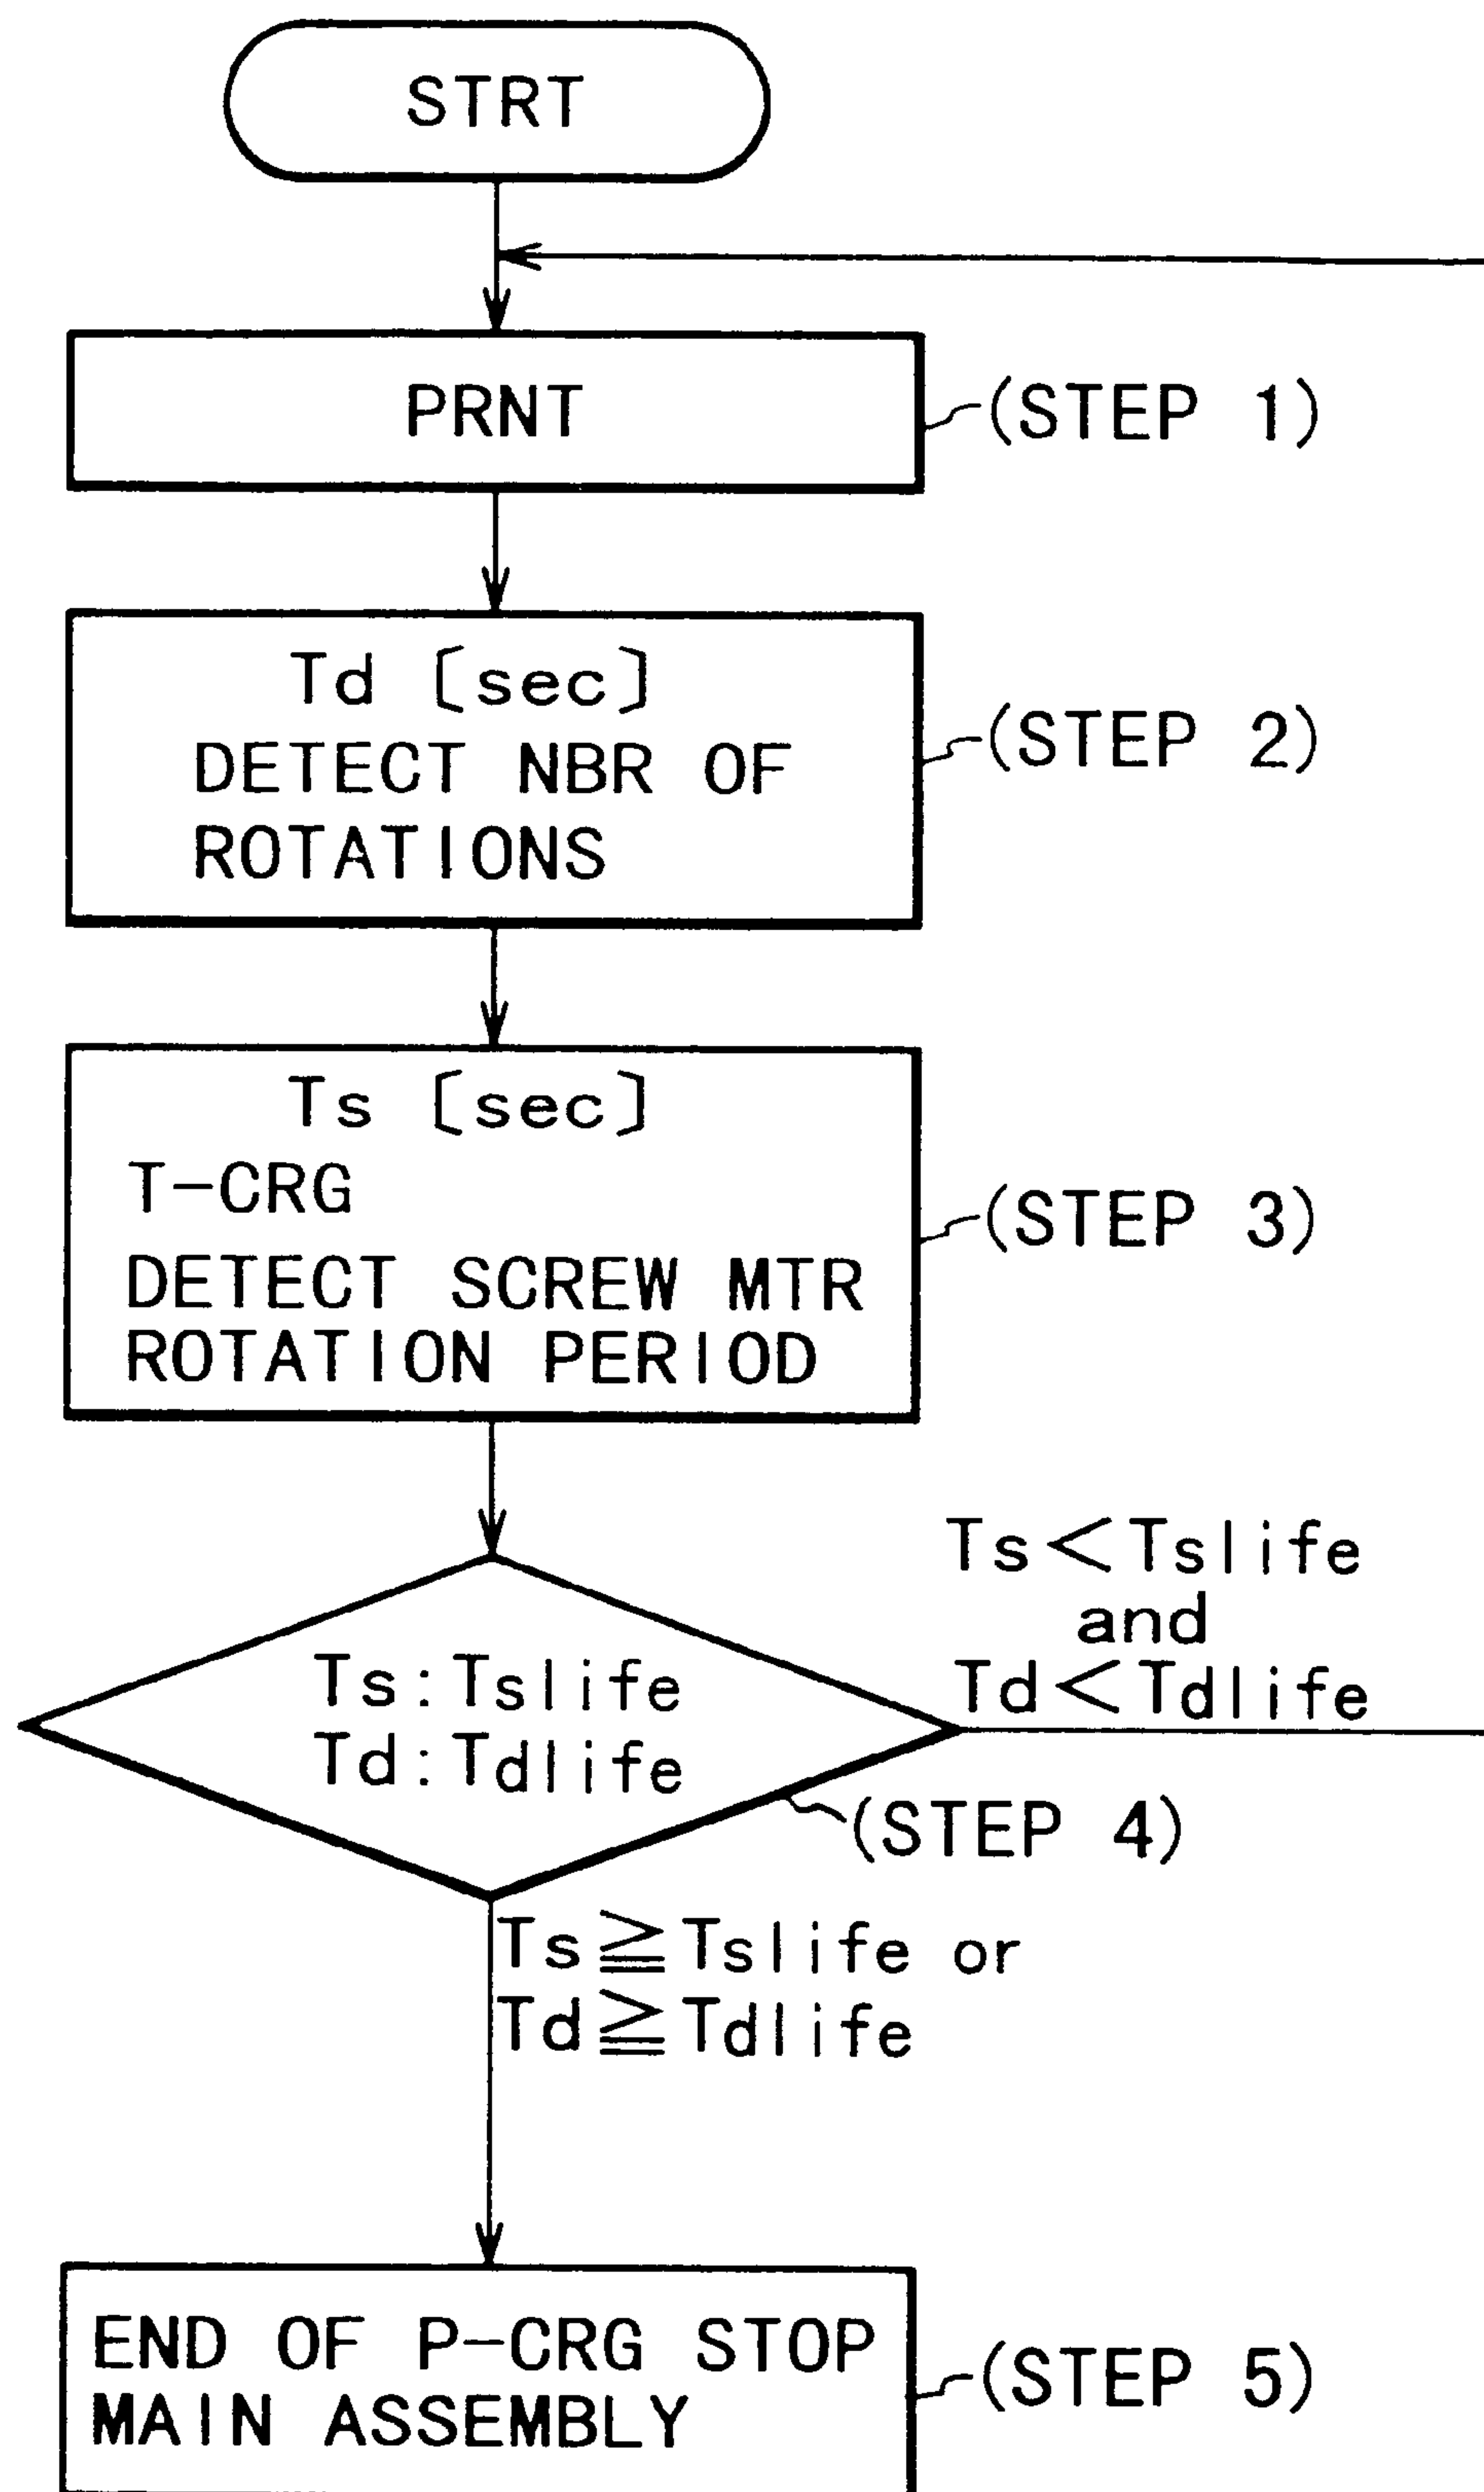 STRT
PRNT
(STEP 1)
Td 〔sec〕
DETECT NBR OF
ROTATIONS
(STEP 2)
Ts 〔sec〕
T-CRG
DETECT SCREW MTR
ROTATION PERIOD
(STEP 3)
Ts<Tslife
and
Td<Tdlife
Ts:Tslife
Td:Tdlife
(STEP 4)
Ts≧Tslife or
Td≧Tdlife
END OF P-CRG STOP
MAIN ASSEMBLY
(STEP 5)